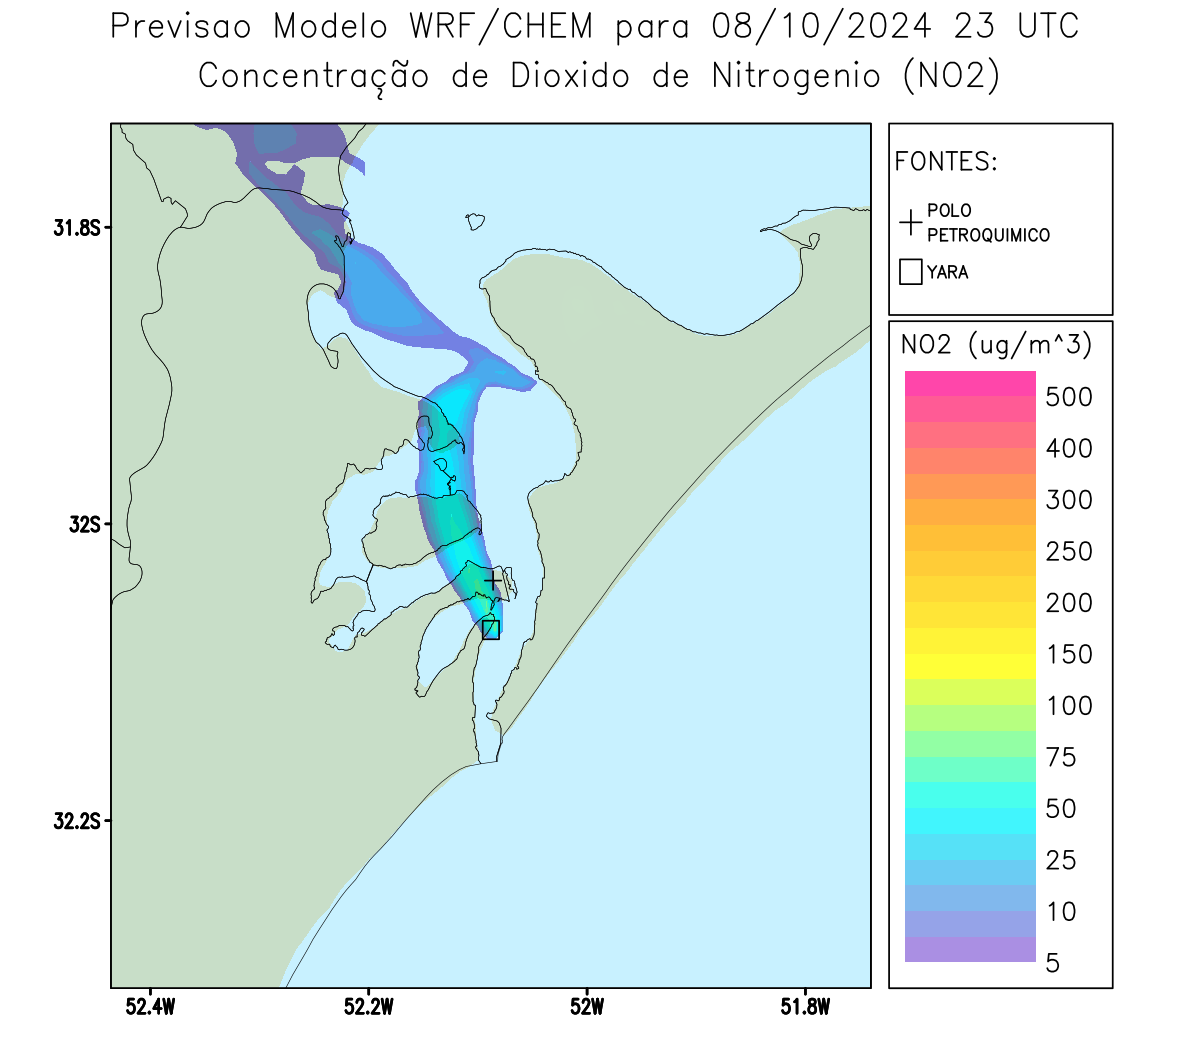 Previsao Modelo WRF/CHEM para 08/10/2024 23 UTC
Concentração de Dioxido de Nitrogenio (NO2)
FONTES:
POLO
PETROQUIMICO
YARA
NO2 (ug/m^3)
500
400
300
250
200
150
100
75
50
25
10
5
31.8S
32S
32.2S
52.4W
52.2W
52W
51.8W